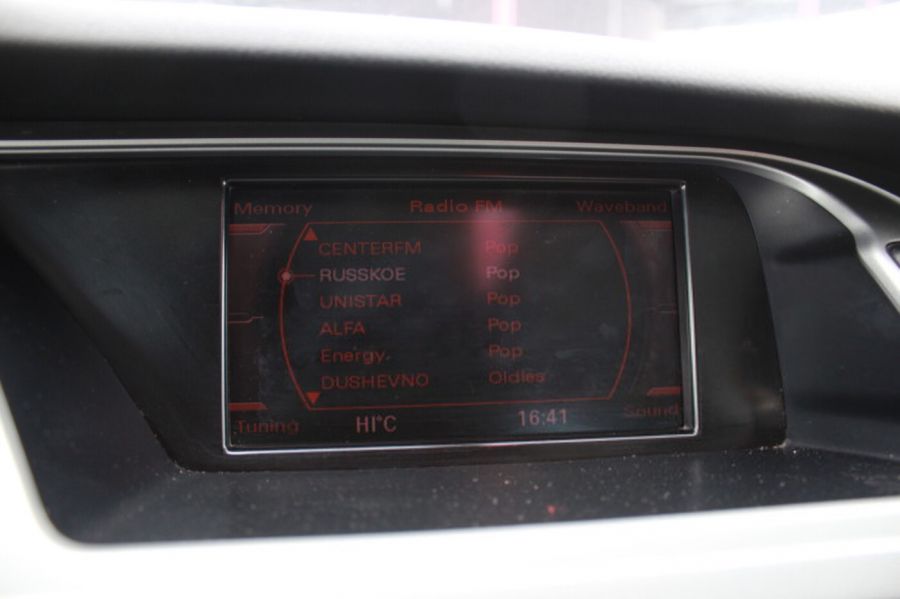 Memory Radio FM Waveband
CENTERFM Pop
RUSSKOE Pop
UNISTAR Pop
ALFA Pop
Energy Pop
DUSHEVNO Oldies
Tuning HI°C 16:41 Sound